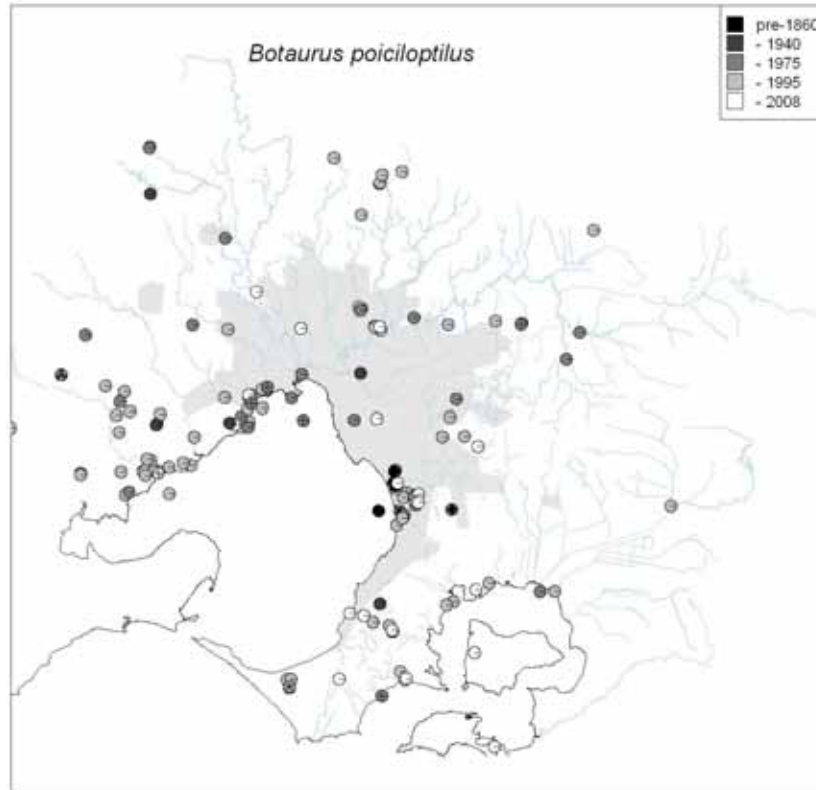 Botaurus poiciloptilus
pre-1860
- 1940
- 1975
- 1995
- 2008